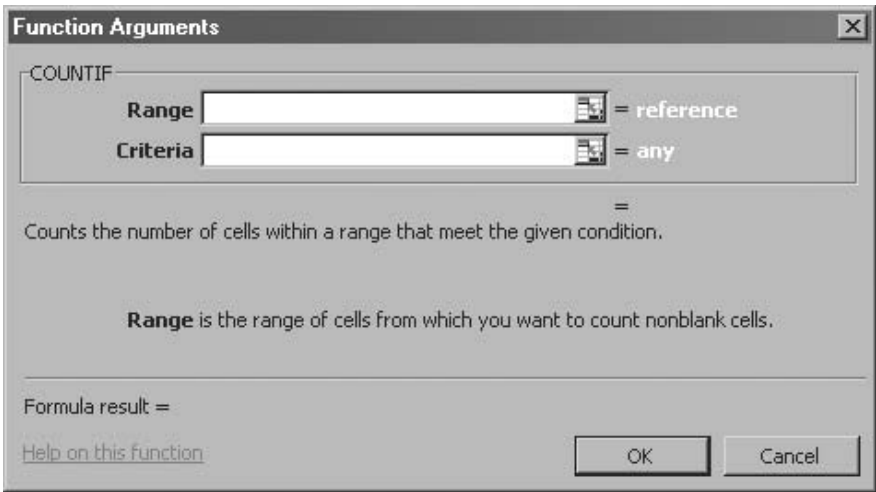 Function Arguments
COUNTIF
Range = reference
Criteria = any
=
Counts the number of cells within a range that meet the given condition.
Range is the range of cells from which you want to count nonblank cells.
Formula result =
Help on this function
OK Cancel